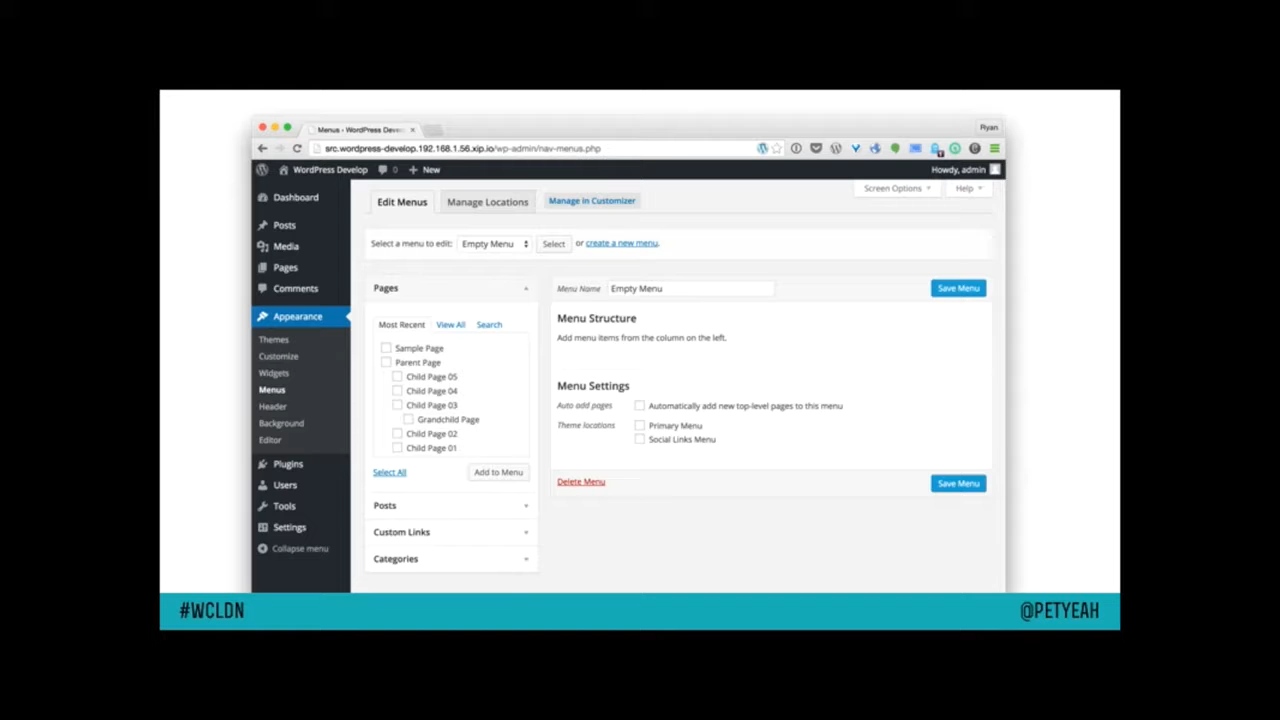 Menus - WordPress Devel
Ryan
src.wordpress-develop.192.168.1.56.xip.io/wp-admin/nav-menus.php
WordPress Develop 0 + New Howdy, admin
Dashboard
Posts
Media
Pages
Comments
Appearance
Themes
Customize
Widgets
Menus
Header
Background
Editor
Plugins
Users
Tools
Settings
Collapse menu
Screen Options Help
Edit Menus Manage Locations Manage in Customizer
Select a menu to edit: Empty Menu Select or create a new menu.
Pages
Most Recent View All Search
Sample Page
Parent Page
Child Page 05
Child Page 04
Child Page 03
Grandchild Page
Child Page 02
Child Page 01
Select All Add to Menu
Posts
Custom Links
Categories
Menu Name Empty Menu Save Menu
Menu Structure
Add menu items from the column on the left.
Menu Settings
Auto add pages Automatically add new top-level pages to this menu
Theme locations Primary Menu
Social Links Menu
Delete Menu Save Menu
#WCLDN @PETYEAH